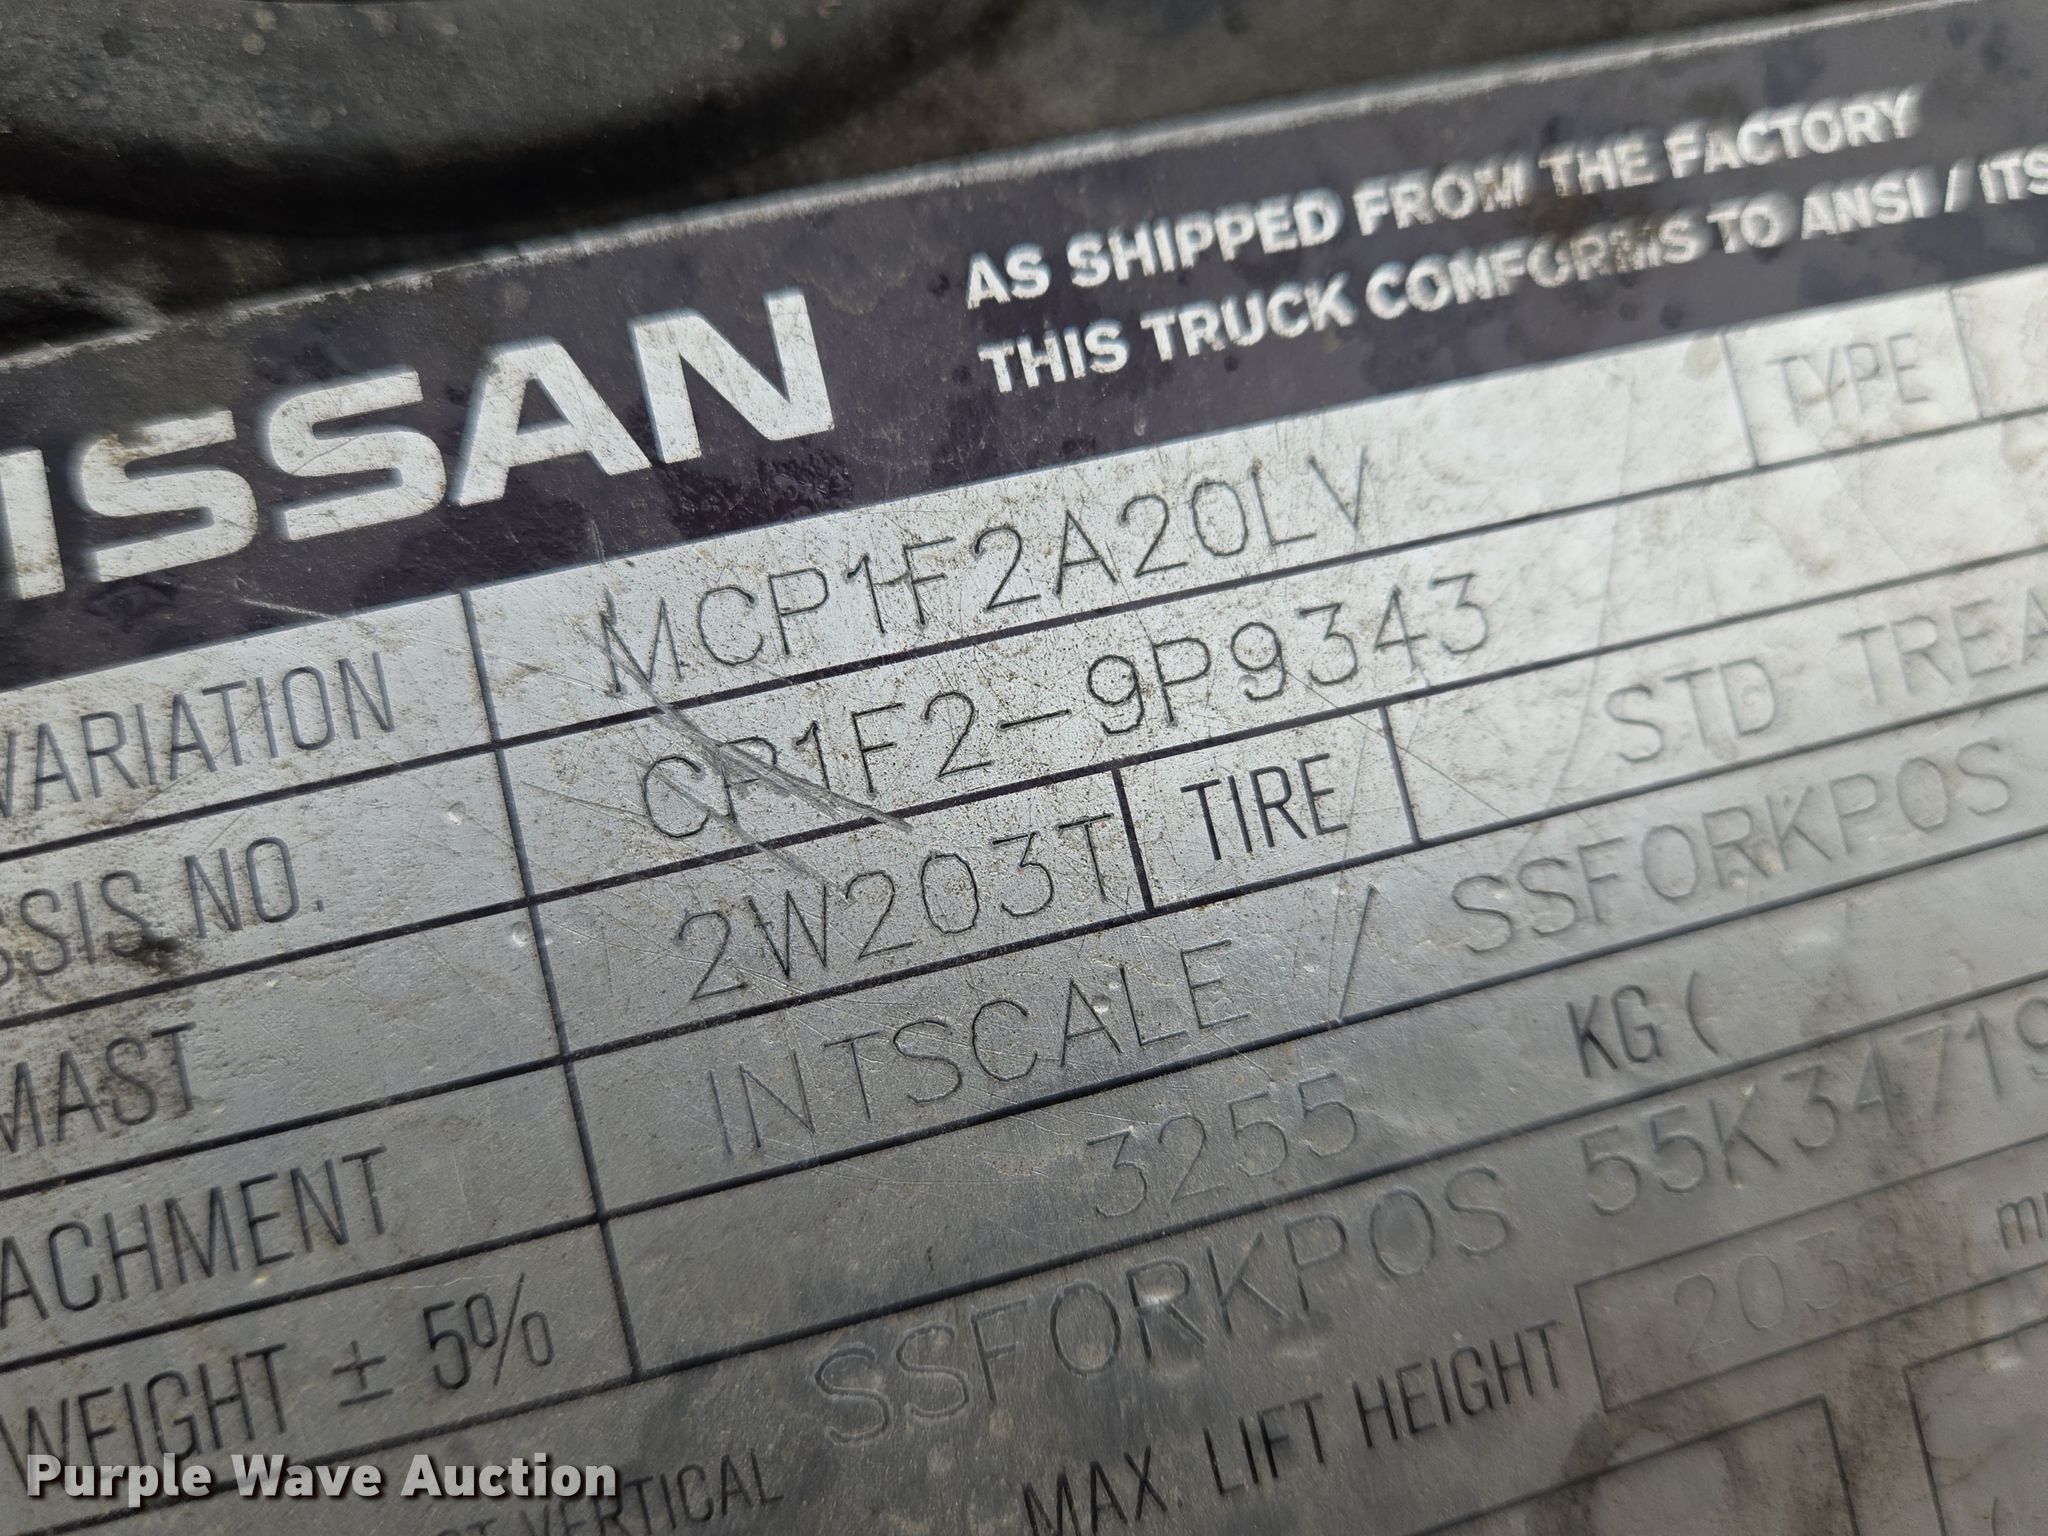 ISSAN
AS SHIPPED FROM THE FACTORY
THIS TRUCK CONFORMS TO ANSI / ITS
TYPE
VARIATION MCP1F2A20LV
SSIS NO. CP1F2-9P9343
MAST 2W203T TIRE STD TREA
ACHMENT INTSCALE / SSFORKPOS
WEIGHT ± 5% 3255 KG (
VERTICAL SSFORKPOS 55K34719
MAX. LIFT HEIGHT
Purple Wave Auction